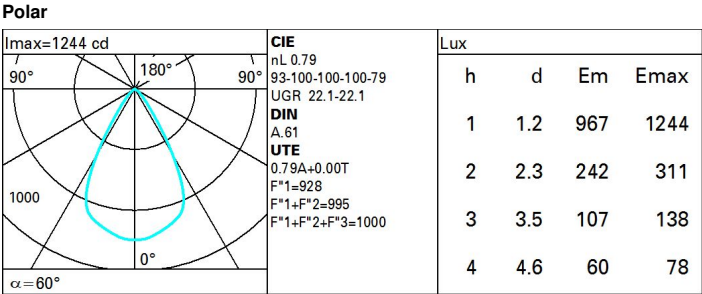 Polar
Imax=1244 cd
90° 180° 90°
1000
0°
α=60°
CIE
nL 0.79
93-100-100-100-79
UGR 22.1-22.1
DIN
A.61
UTE
0.79A+0.00T
F"1=928
F"1+F"2=995
F"1+F"2+F"3=1000
Lux
h d Em Emax
1 1.2 967 1244
2 2.3 242 311
3 3.5 107 138
4 4.6 60 78